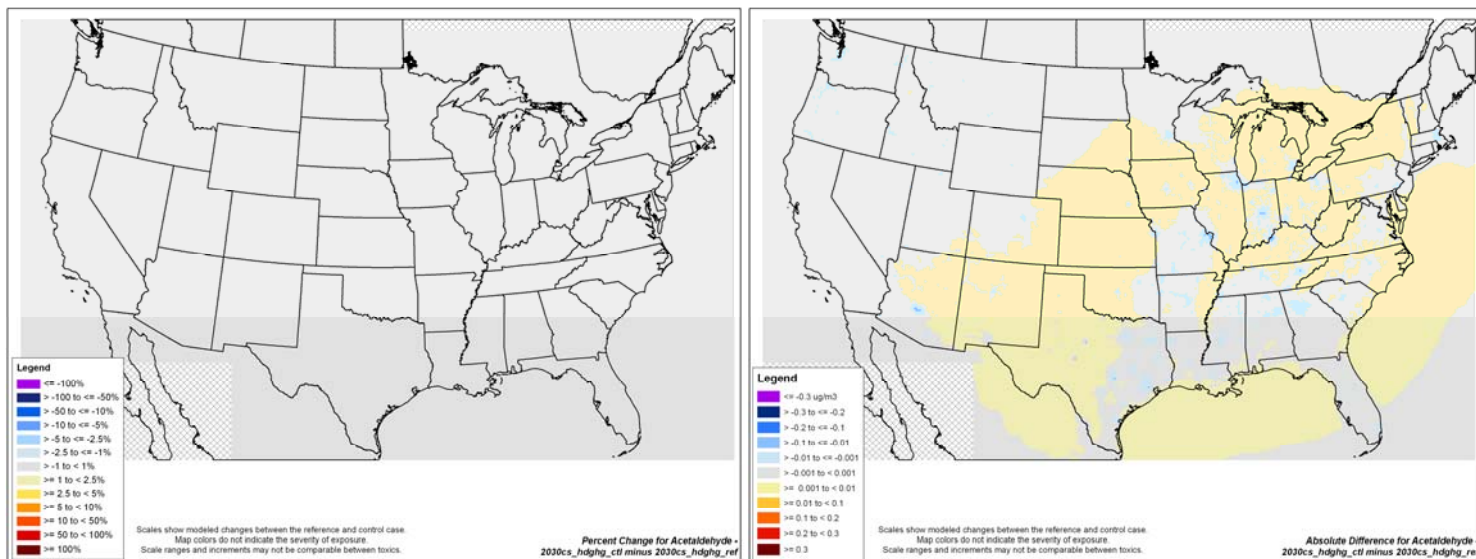 Legend
<= -100%
> -100 to <= -50%
> -50 to <= -10%
> -10 to <= -5%
> -5 to <= -2.5%
> -2.5 to <= -1%
> -1 to < 1%
>= 1 to < 2.5%
>= 2.5 to < 5%
>= 5 to < 10%
>= 10 to < 50%
>= 50 to < 100%
>= 100%
Scales show modeled changes between the reference and control case.
Map colors do not indicate the severity of exposure.
Scale ranges and increments may not be comparable between toxics.
Percent Change for Acetaldehyde -
2030cs_hdghg_ctl minus 2030cs_hdghg_ref
Legend
<= -0.3 ug/m3
> -0.3 to <= -0.2
> -0.2 to <= -0.1
> -0.1 to <= -0.01
> -0.01 to <= -0.001
> -0.001 to < 0.001
>= 0.001 to < 0.01
>= 0.01 to < 0.1
>= 0.1 to < 0.2
>= 0.2 to < 0.3
>= 0.3
Scales show modeled changes between the reference and control case.
Map colors do not indicate the severity of exposure.
Scale ranges and increments may not be comparable between toxics.
Absolute Difference for Acetaldehyde-
2030cs_hdghg_ctl minus 2030cs_hdghg_ref